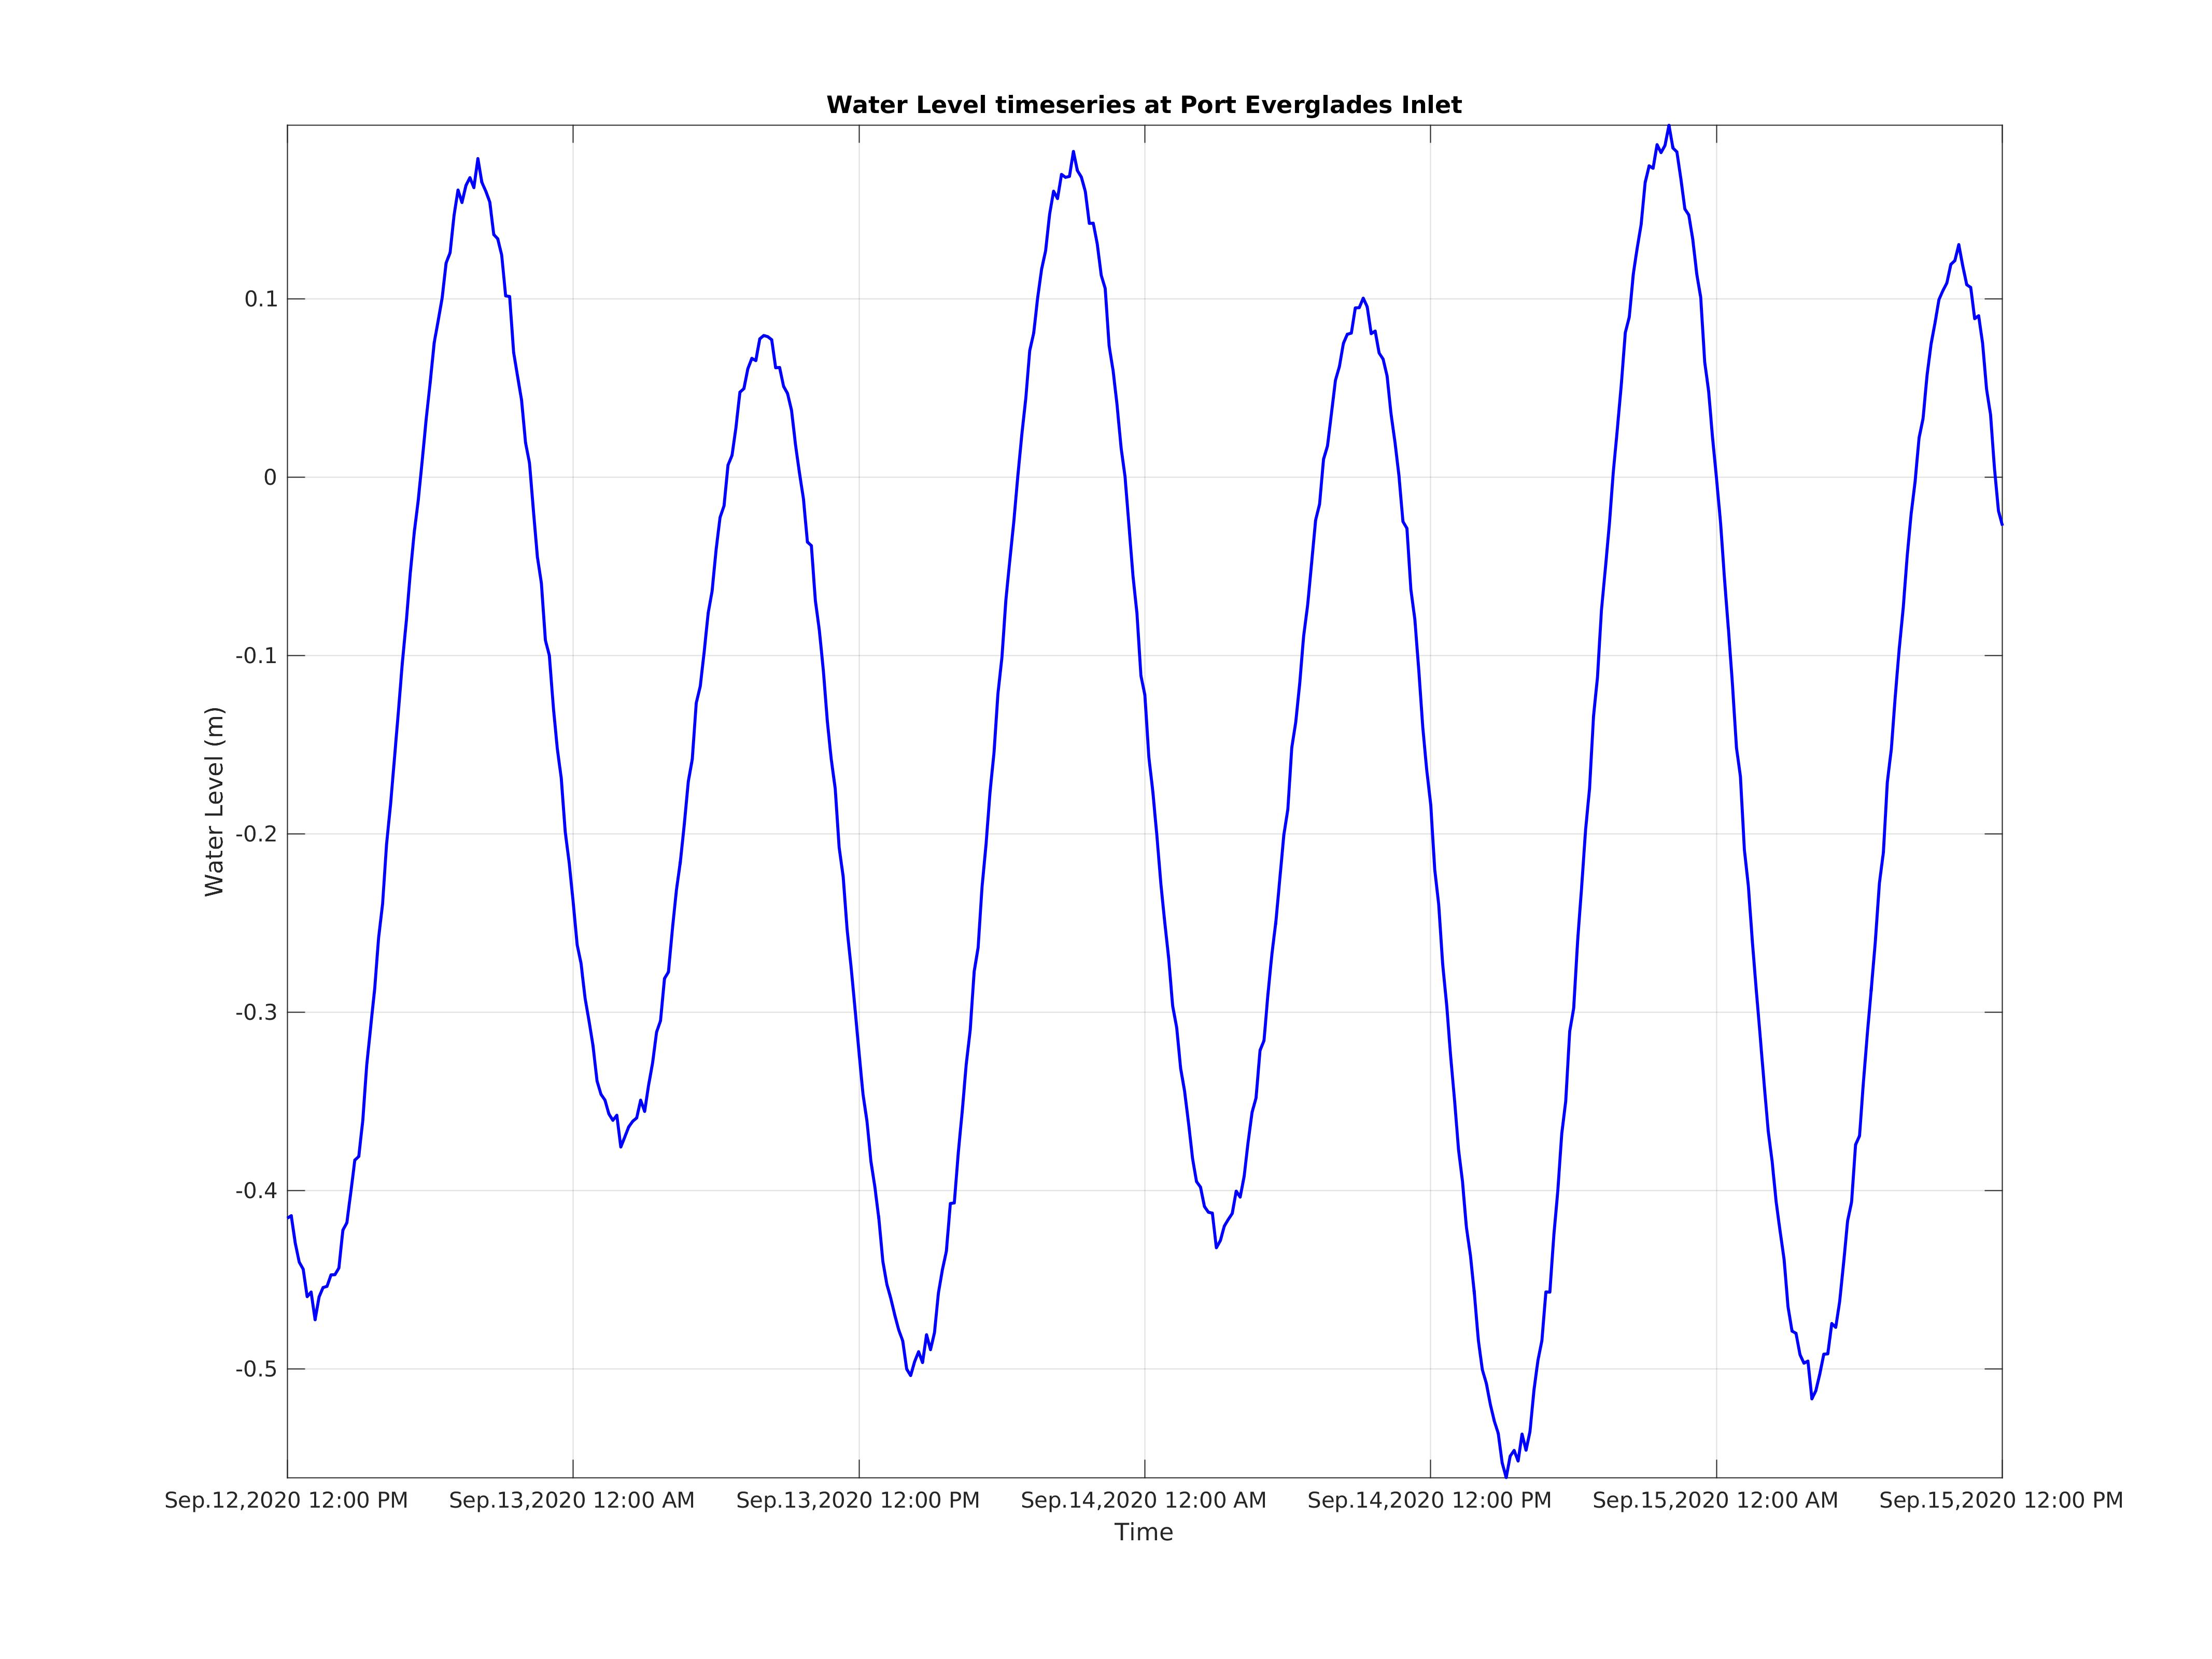 Water Level timeseries at Port Everglades Inlet
0.1
0
-0.1
-0.2
-0.3
-0.4
-0.5
Water Level (m)
Sep.12,2020 12:00 PM Sep.13,2020 12:00 AM Sep.13,2020 12:00 PM Sep.14,2020 12:00 AM Sep.14,2020 12:00 PM Sep.15,2020 12:00 AM Sep.15,2020 12:00 PM
Time